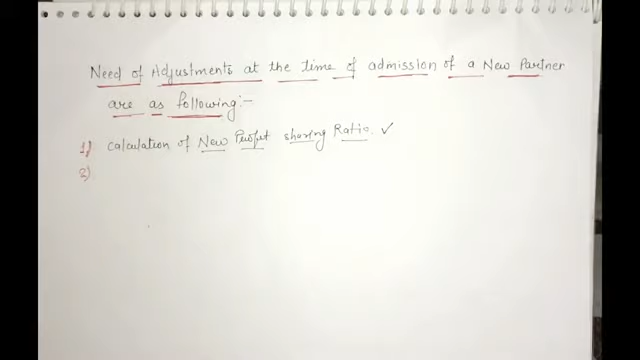 Need of Adjustments at the time of admission of a New Partner
are as following:-
1) Calculation of New Profit sharing Ratio. ✓
2)